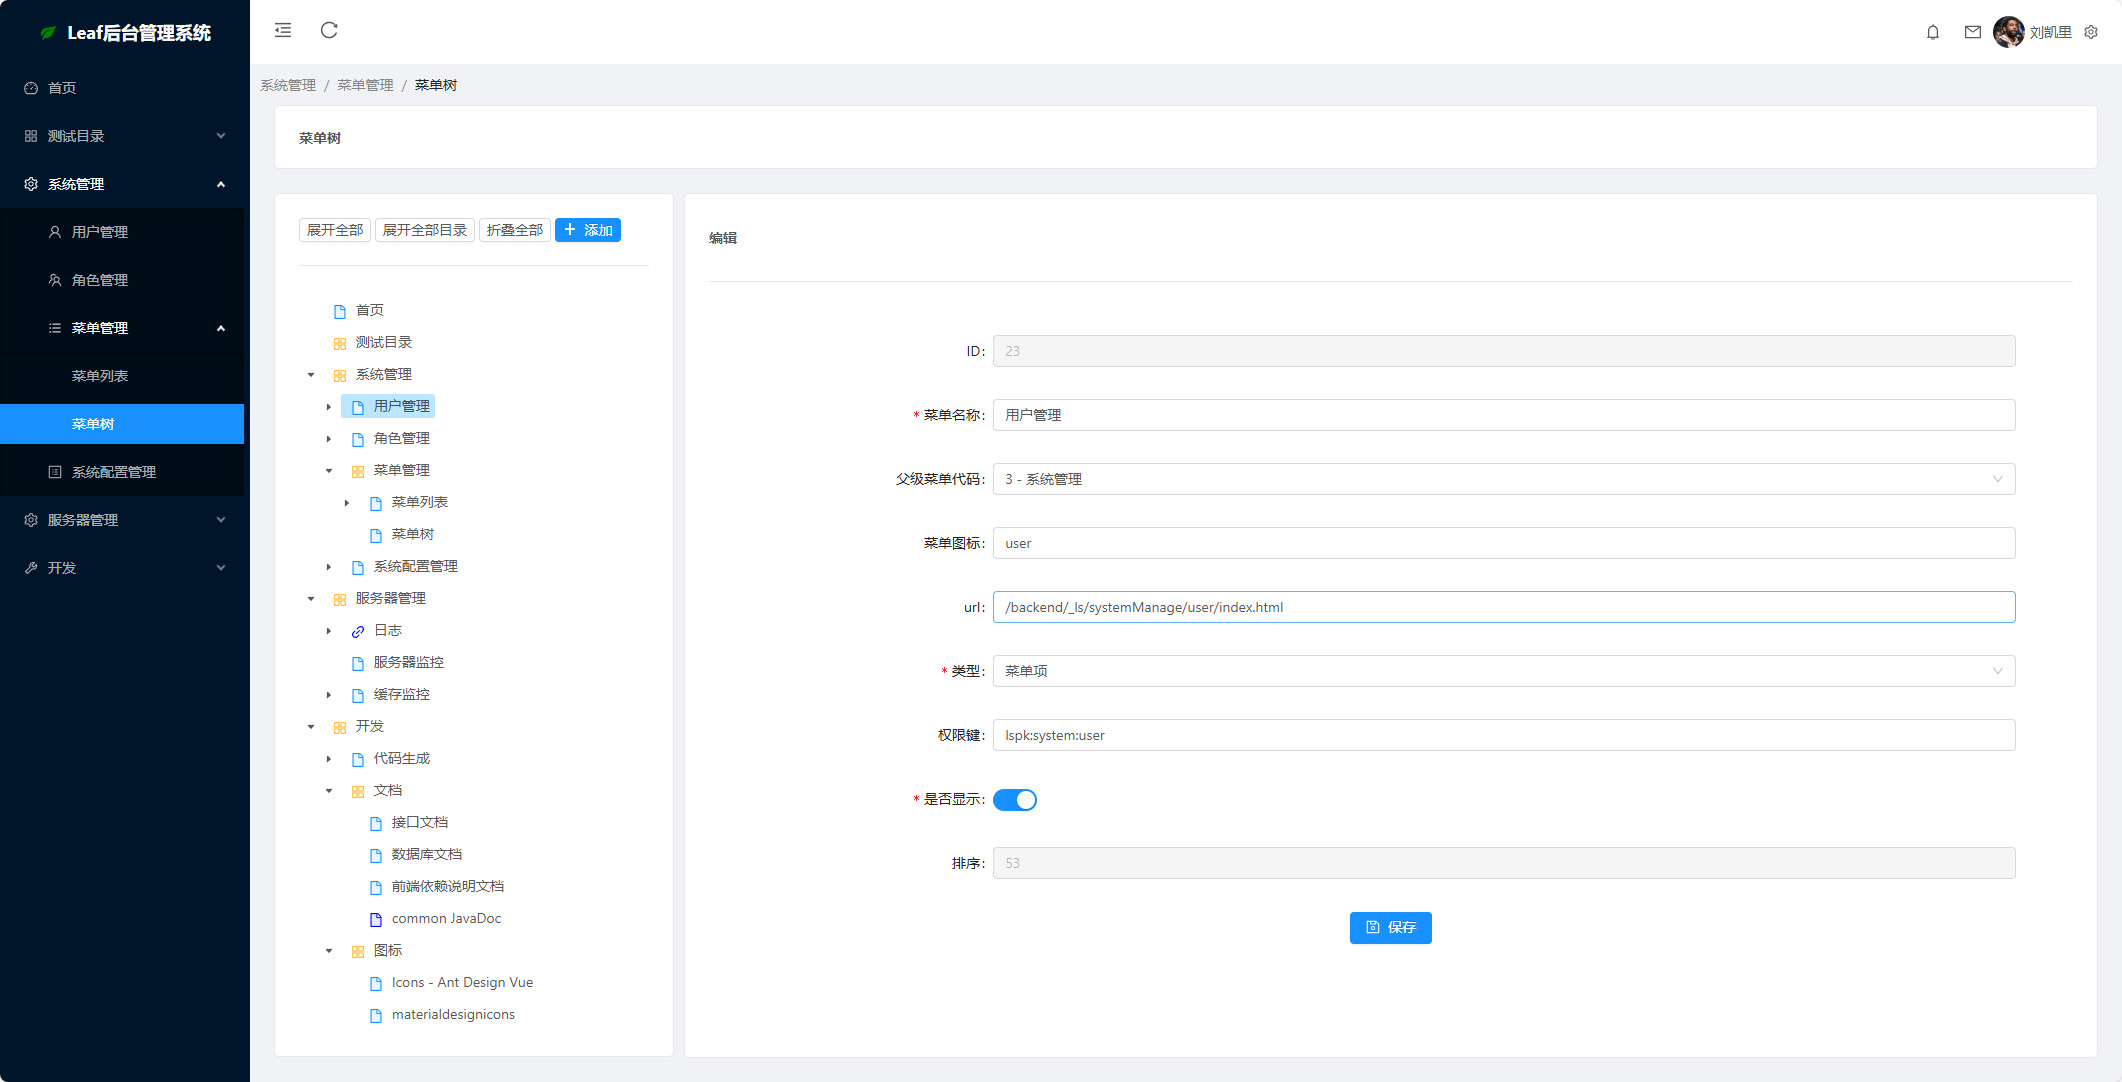 Leaf后台管理系统
首页
测试目录
系统管理
用户管理
角色管理
菜单管理
菜单列表
菜单树
系统配置管理
服务器管理
开发
刘凯里
系统管理 / 菜单管理 / 菜单树
菜单树
展开全部 展开全部目录 折叠全部 + 添加
首页
测试目录
系统管理
用户管理
角色管理
菜单管理
菜单列表
菜单树
系统配置管理
服务器管理
日志
服务器监控
缓存监控
开发
代码生成
文档
接口文档
数据库文档
前端依赖说明文档
common JavaDoc
图标
Icons - Ant Design Vue
materialdesignicons
编辑
ID: 23
* 菜单名称: 用户管理
父级菜单代码: 3 - 系统管理
菜单图标: user
url: /backend/_ls/systemManage/user/index.html
* 类型: 菜单项
权限键: lspk:system:user
* 是否显示:
排序: 53
保存